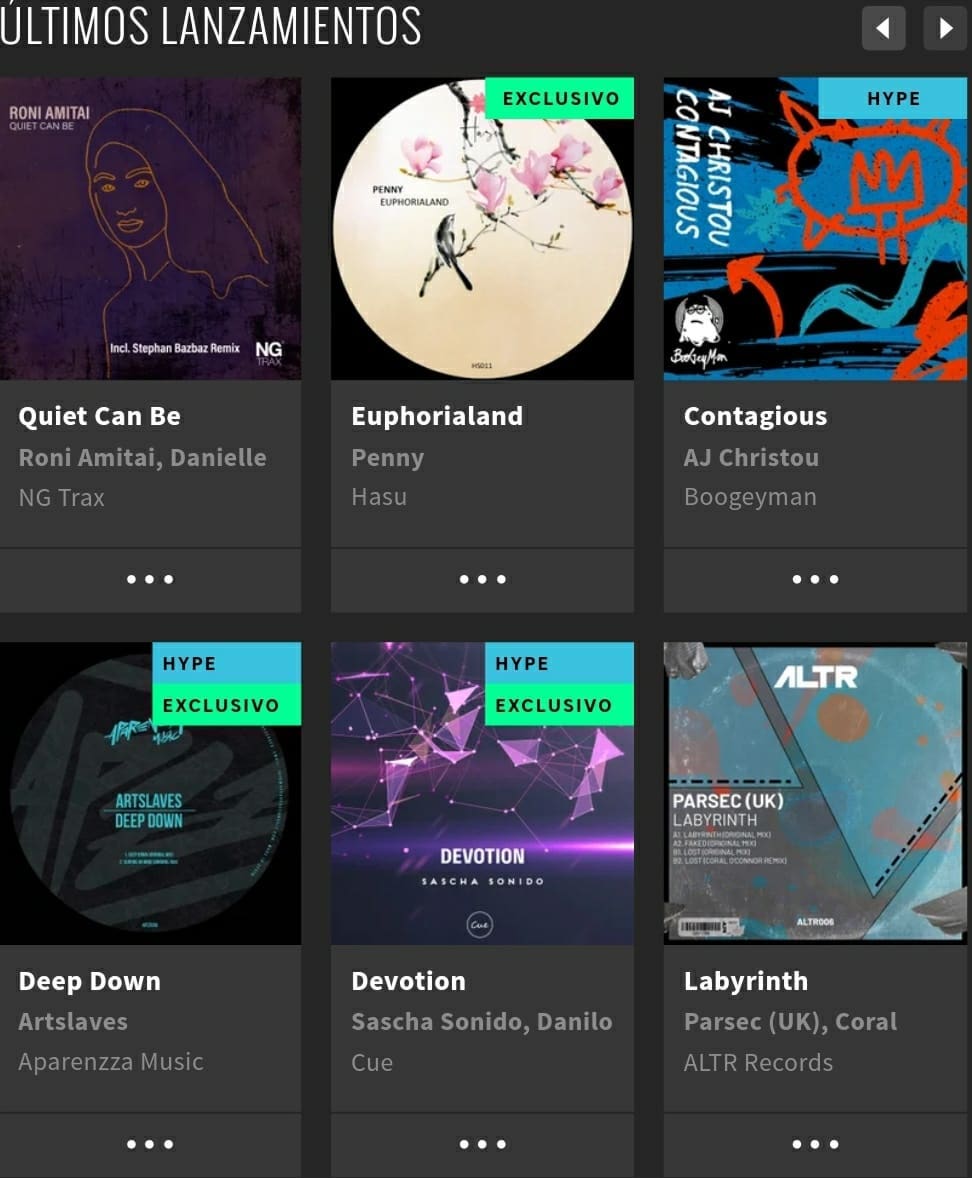 ÚLTIMOS LANZAMIENTOS
RONI AMITAI
QUIET CAN BE
Incl. Stephan Bazbaz Remix
NG
TRAX
Quiet Can Be
Roni Amitai, Danielle
NG Trax
EXCLUSIVO
Hasu
PENNY
EUPHORIALAND
HS011
Euphorialand
Penny
Hasu
HYPE
AJ CHRISTOU
CONTAGIOUS
BoogeyMan
Contagious
AJ Christou
Boogeyman
HYPE
EXCLUSIVO
ARTSLAVES
DEEP DOWN
Deep Down
Artslaves
Aparenzza Music
HYPE
EXCLUSIVO
DEVOTION
SASCHA SONIDO
Cue
Devotion
Sascha Sonido, Danilo
Cue
ALTR
PARSEC (UK)
LABYRINTH
A1. LABYRINTH (ORIGINAL MIX)
A2. FAKED (ORIGINAL MIX)
B1. LOST (ORIGINAL MIX)
B2. LOST (CORAL O'CONNOR REMIX)
ALTR006
Labyrinth
Parsec (UK), Coral
ALTR Records